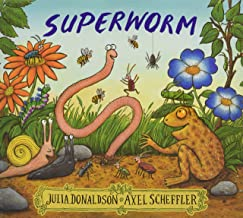 SUPERWORM
JULIA DONALDSON • AXEL SCHEFFLER